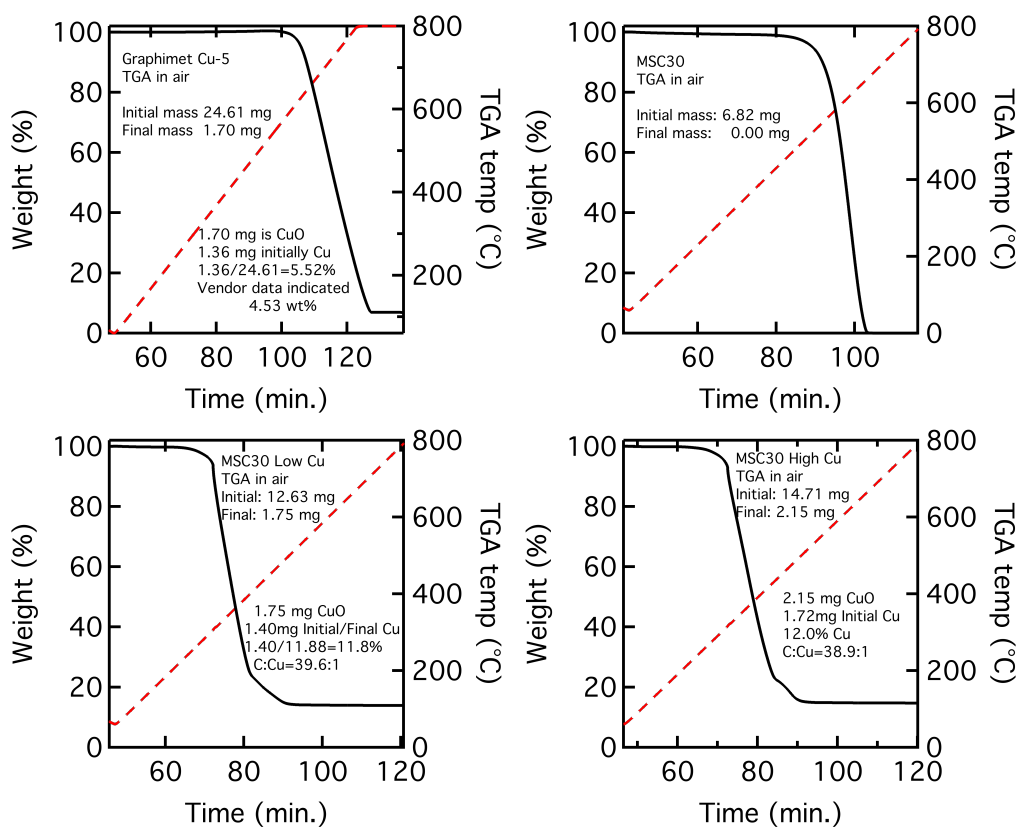 100
80
60
40
20
0
Weight (%)
800
600
400
200
TGA temp (°C)
60
80
100
120
Time (min.)
Graphimet Cu-5
TGA in air
Initial mass 24.61 mg
Final mass 1.70 mg
1.70 mg is CuO
1.36 mg initially Cu
1.36/24.61=5.52%
Vendor data indicated
4.53 wt%
100
80
60
40
20
0
Weight (%)
800
600
400
200
0
TGA temp (°C)
60
80
100
Time (min.)
MSC30
TGA in air
Initial mass: 6.82 mg
Final mass: 0.00 mg
100
80
60
40
20
0
Weight (%)
800
600
400
200
0
TGA temp (°C)
60
80
100
120
Time (min.)
MSC30 Low Cu
TGA in air
Initial: 12.63 mg
Final: 1.75 mg
1.75 mg CuO
1.40mg Initial/Final Cu
1.40/11.88=11.8%
C:Cu=39.6:1
100
80
60
40
20
0
Weight (%)
800
600
400
200
0
TGA temp (°C)
60
80
100
120
Time (min.)
MSC30 High Cu
TGA in air
Initial: 14.71 mg
Final: 2.15 mg
2.15 mg CuO
1.72mg Initial Cu
12.0% Cu
C:Cu=38.9:1